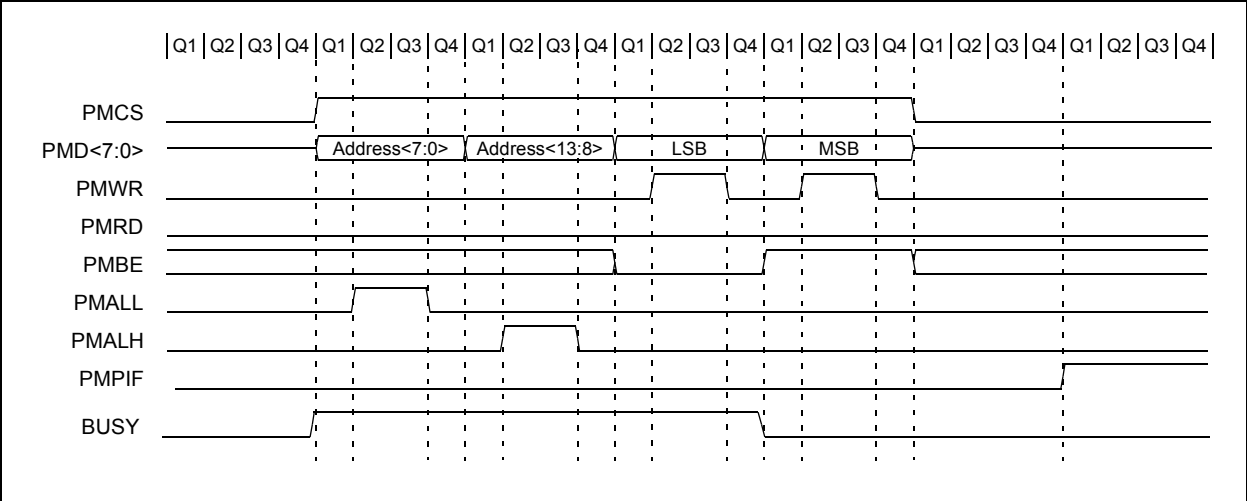 Q1 Q2 Q3 Q4 Q1 Q2 Q3 Q4 Q1 Q2 Q3 Q4 Q1 Q2 Q3 Q4 Q1 Q2 Q3 Q4 Q1 Q2 Q3 Q4 Q1 Q2 Q3 Q4
PMCS
PMD<7:0> Address<7:0> Address<13:8> LSB MSB
PMWR
PMRD
PMBE
PMALL
PMALH
PMPIF
BUSY